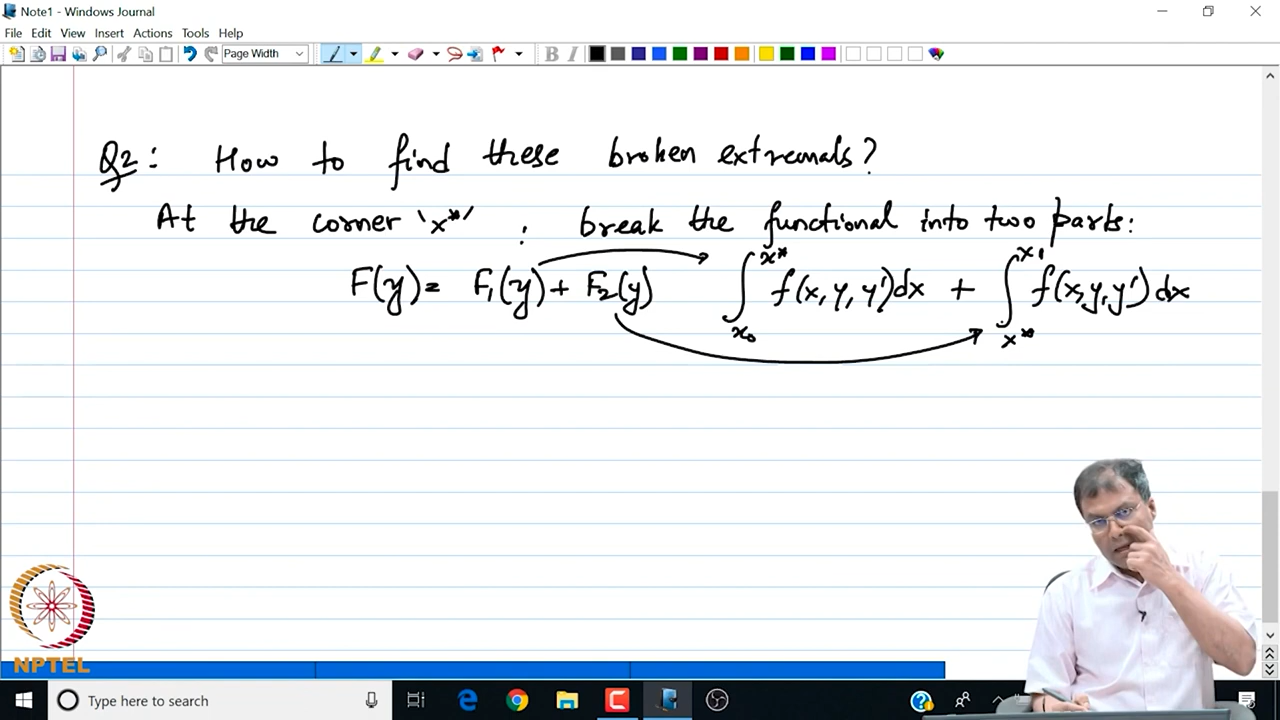 Note1 - Windows Journal
File Edit View Insert Actions Tools Help
Page Width B I
Q2: How to find these broken extremals?
At the corner 'x*' : break the functional into two parts:
F(y) = F₁(y) + F₂(y) ∫ₓ₀ˣ* f(x, y, y')dx + ∫ₓ*ˣ₁ f(x, y, y')dx
NPTEL
Type here to search